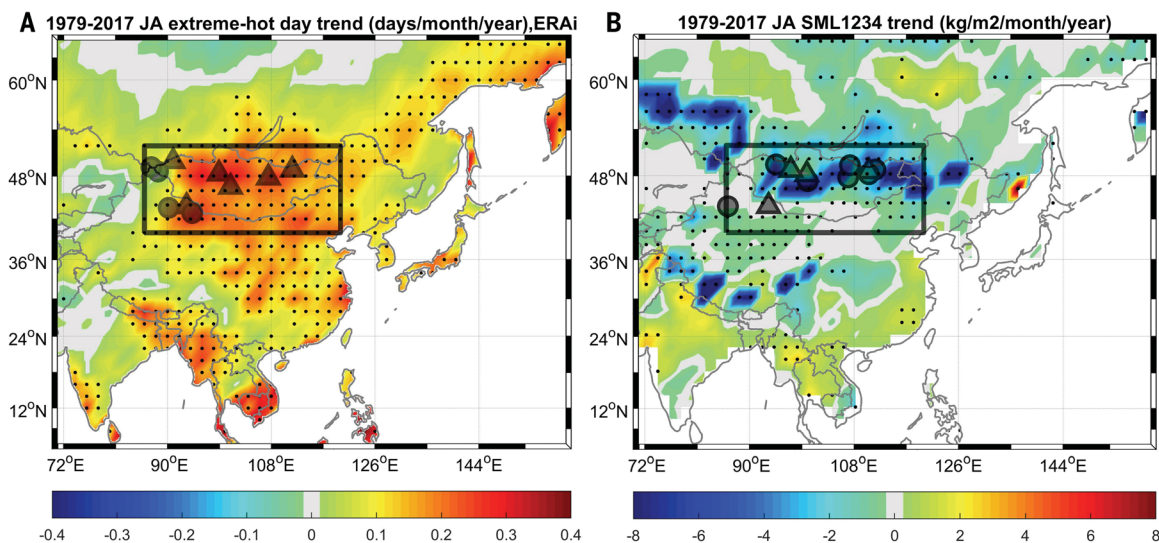 A 1979-2017 JA extreme-hot day trend (days/month/year),ERAi
60°N
48°N
36°N
24°N
12°N
72°E 90°E 108°E 126°E 144°E
-0.4 -0.3 -0.2 -0.1 0 0.1 0.2 0.3 0.4
B 1979-2017 JA SML1234 trend (kg/m2/month/year)
60°N
48°N
36°N
24°N
12°N
72°E 90°E 108°E 126°E 144°E
-8 -6 -4 -2 0 2 4 6 8